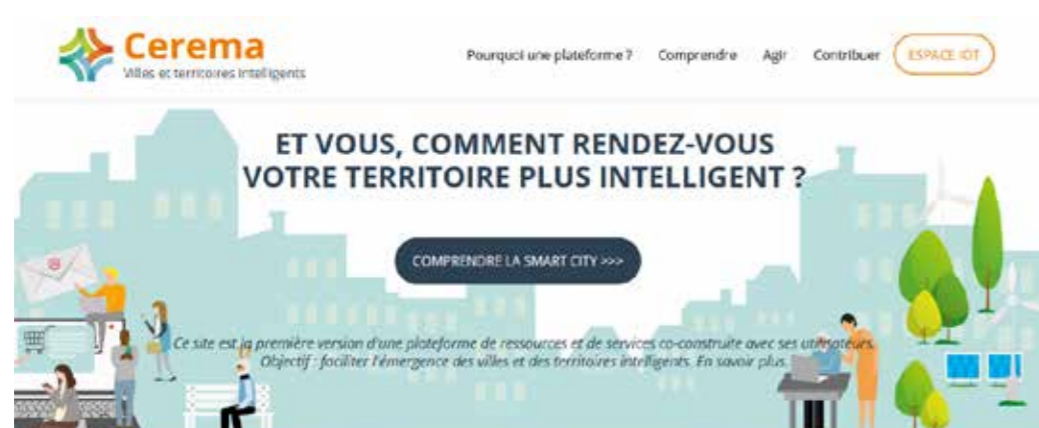 Cerema
Villes et territoires intelligents
Pourquoi une plateforme ? Comprendre Agir Contribuer ESPACE IOT
ET VOUS, COMMENT RENDEZ-VOUS
VOTRE TERRITOIRE PLUS INTELLIGENT ?
COMPRENDRE LA SMART CITY >>>
Ce site est la première version d'une plateforme de ressources et de services co-construite avec ses utilisateurs.
Objectif : faciliter l'émergence des villes et des territoires intelligents. En savoir plus.